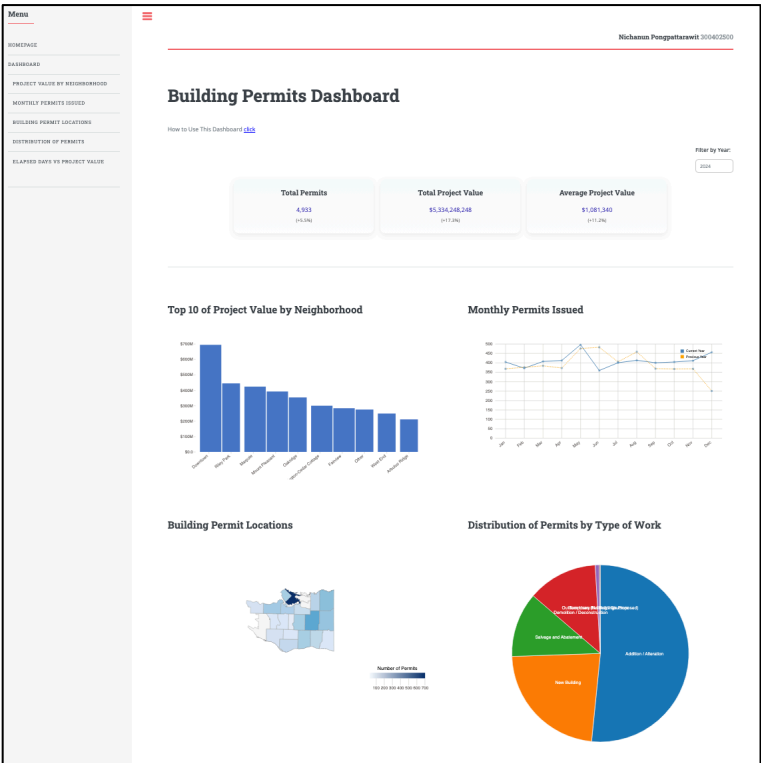 Menu
HOMEPAGE
DASHBOARD
PROJECT VALUE BY NEIGHBORHOOD
MONTHLY PERMITS ISSUED
BUILDING PERMIT LOCATIONS
DISTRIBUTION OF PERMITS
ELAPSED DAYS VS PROJECT VALUE
Nichanun Pongpattarawit 300402500
Building Permits Dashboard
How to Use This Dashboard click
Filter by Year:
2024
Total Permits
4,933
(+5.5%)
Total Project Value
$5,334,248,248
(+17.3%)
Average Project Value
$1,081,340
(+11.2%)
Top 10 of Project Value by Neighborhood
$700M
$600M
$500M
$400M
$300M
$200M
$100M
$0.0
Downtown
Riley Park
Marpole
Mount Pleasant
Oakridge
Fairview
Other
West End
Arbutus Ridge
Monthly Permits Issued
500
450
400
350
300
250
200
150
100
50
0
Jan
Feb
Mar
Apr
May
Jun
Jul
Aug
Sep
Oct
Nov
Dec
Current Year
Previous Year
Building Permit Locations
Number of Permits
100 200 300 400 500 600 700
Distribution of Permits by Type of Work
Demolition / Deconstruction
Salvage and Abatement
New Building
Addition / Alteration